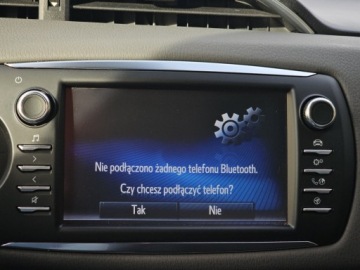 Nie podłączono żadnego telefonu Bluetooth.
Czy chcesz podłączyć telefon?
Tak
Nie